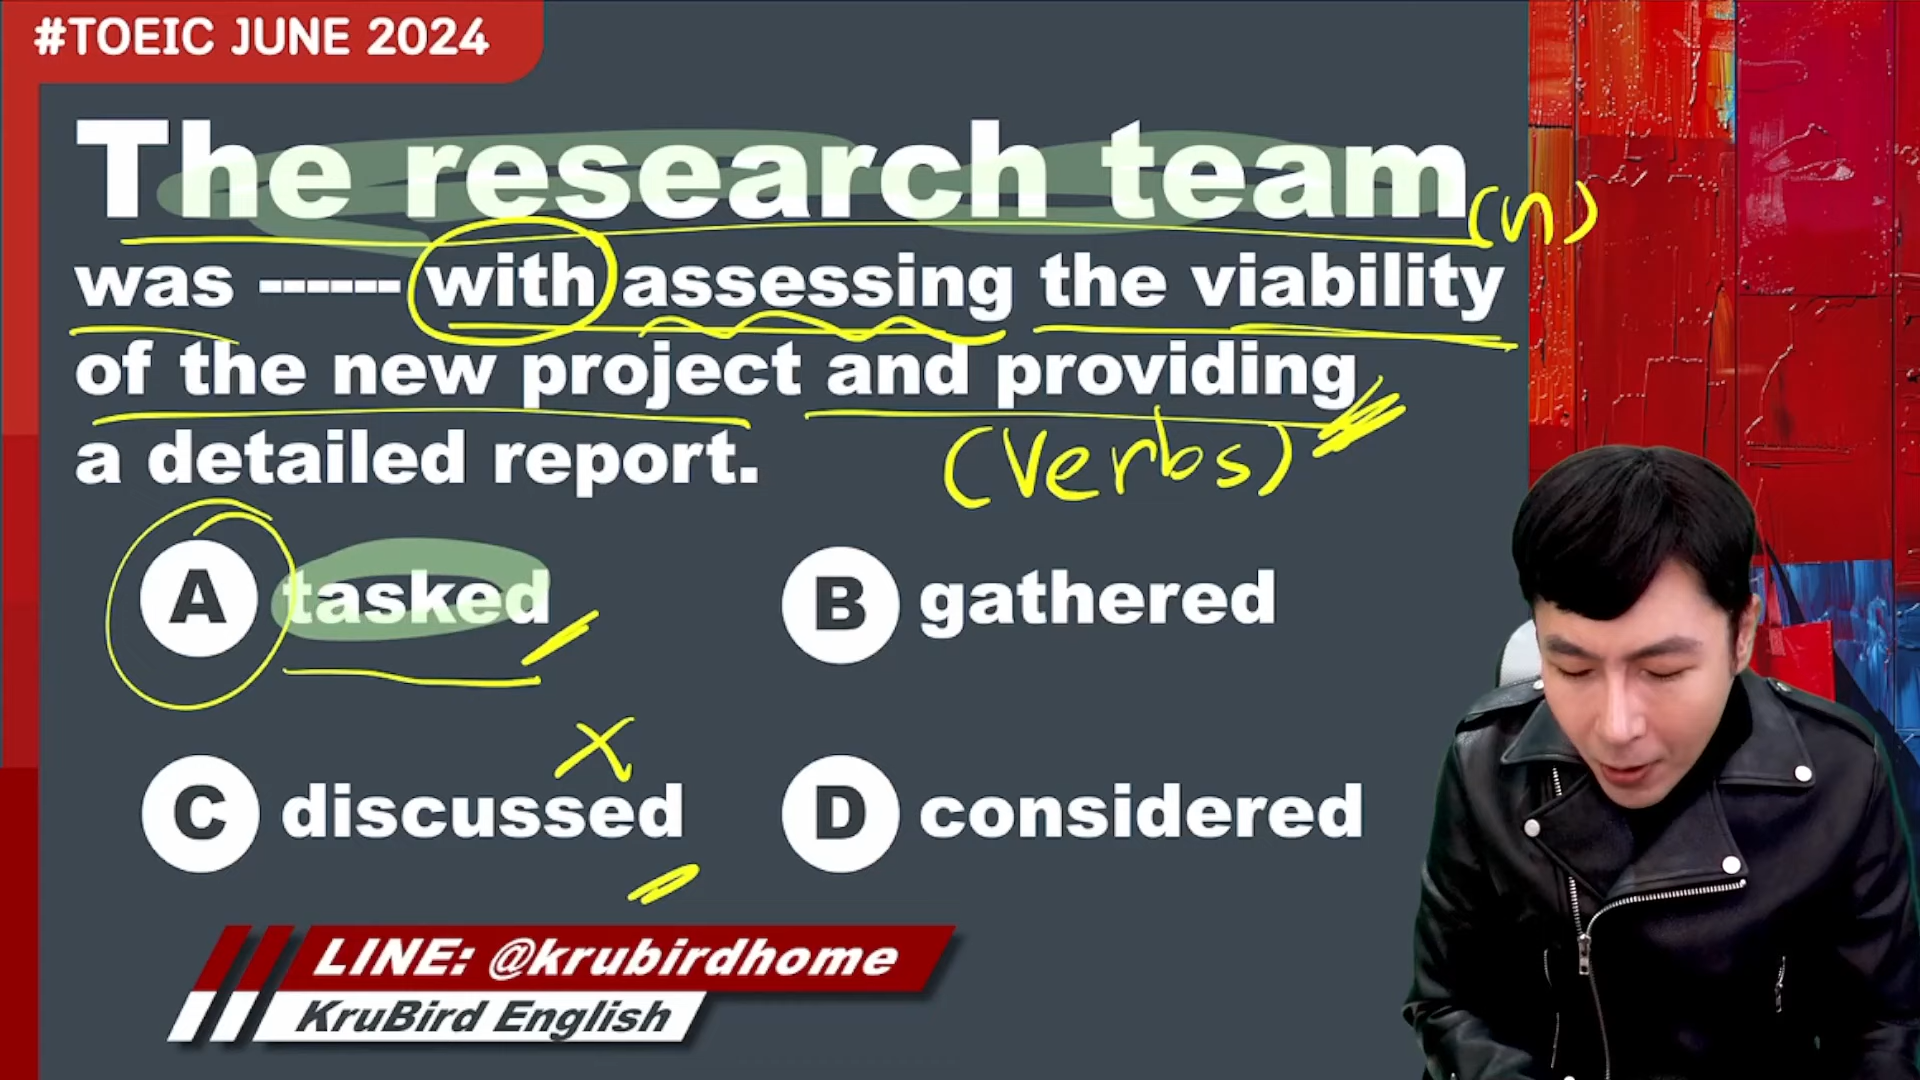 #TOEIC JUNE 2024
The research team (n)
was ------ with assessing the viability
of the new project and providing
a detailed report. (Verbs)
A tasked
B gathered
X
C discussed
D considered
LINE: @krubirdhome
KruBird English